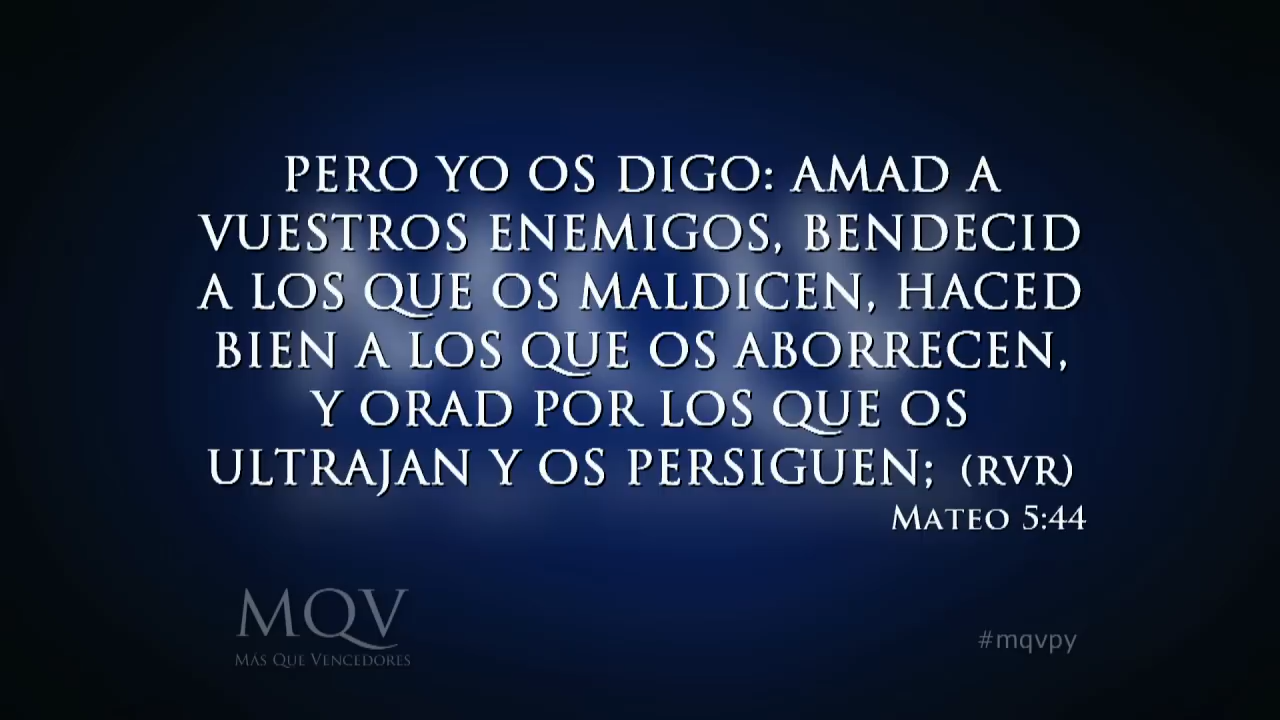 PERO YO OS DIGO: AMAD A
VUESTROS ENEMIGOS, BENDECID
A LOS QUE OS MALDICEN, HACED
BIEN A LOS QUE OS ABORRECEN,
Y ORAD POR LOS QUE OS
ULTRAJAN Y OS PERSIGUEN; (RVR)
MATEO 5:44
MQV
MÁS QUE VENCEDORES
#mqvpy